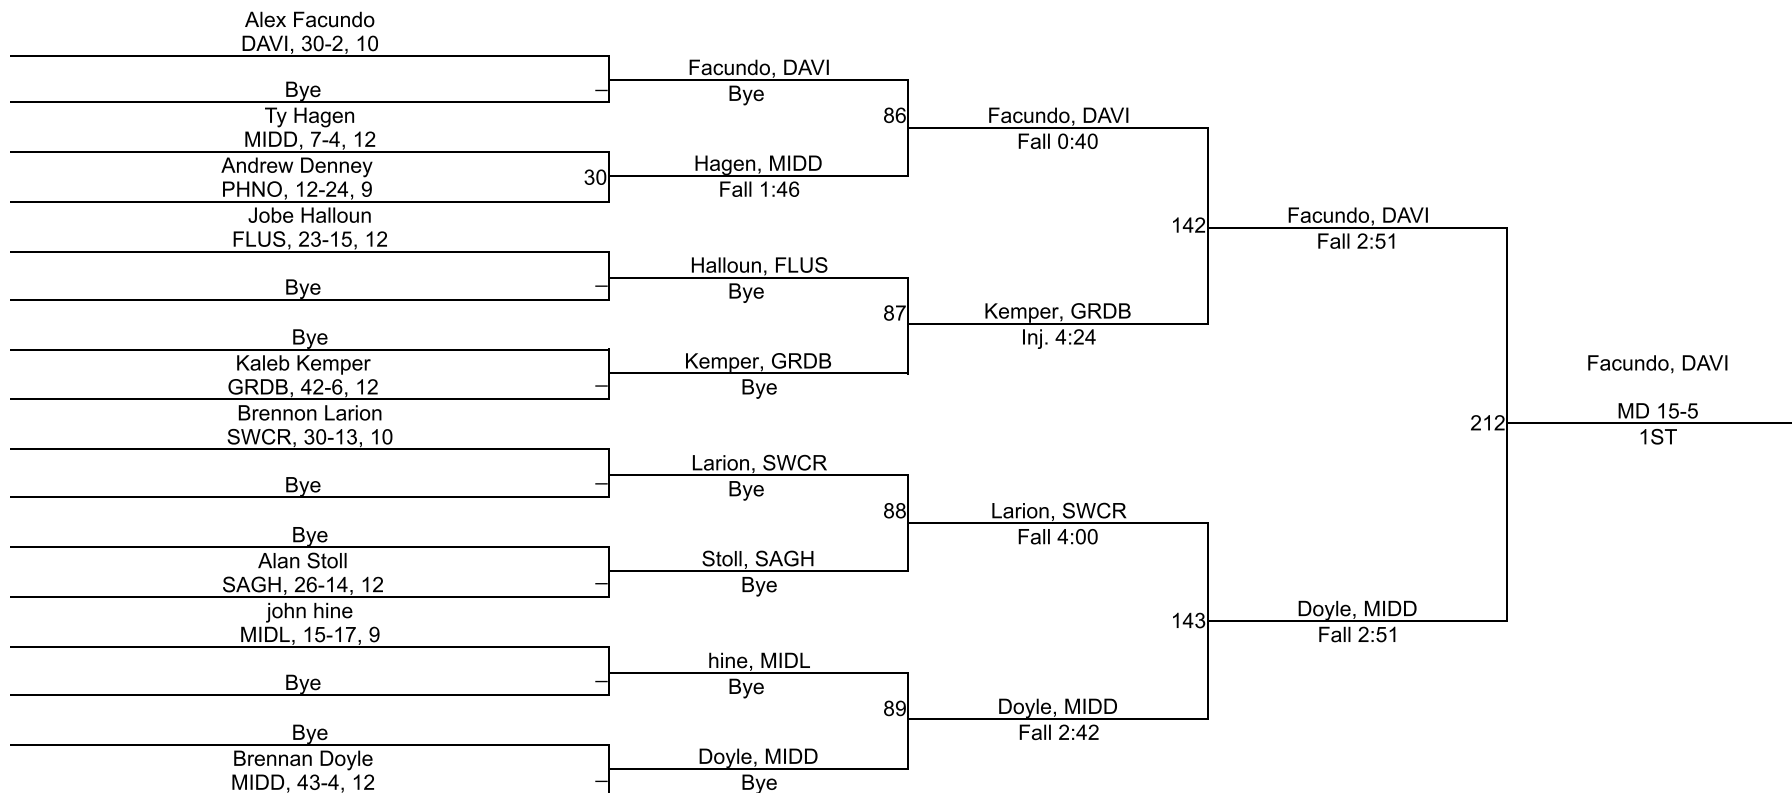 Alex Facundo
DAVI, 30-2, 10
Bye
Ty Hagen
MIDD, 7-4, 12
Andrew Denney
PHNO, 12-24, 9
Jobe Halloun
FLUS, 23-15, 12
Bye
Bye
Kaleb Kemper
GRDB, 42-6, 12
Brennon Larion
SWCR, 30-13, 10
Bye
Bye
Alan Stoll
SAGH, 26-14, 12
john hine
MIDL, 15-17, 9
Bye
Bye
Brennan Doyle
MIDD, 43-4, 12
–
30
–
–
–
–
–
–
Facundo, DAVI
Bye
Hagen, MIDD
Fall 1:46
Halloun, FLUS
Bye
Kemper, GRDB
Bye
Larion, SWCR
Bye
Stoll, SAGH
Bye
hine, MIDL
Bye
Doyle, MIDD
Bye
86
87
88
89
Facundo, DAVI
Fall 0:40
Kemper, GRDB
Inj. 4:24
Larion, SWCR
Fall 4:00
Doyle, MIDD
Fall 2:42
142
143
Facundo, DAVI
Fall 2:51
Doyle, MIDD
Fall 2:51
212
Facundo, DAVI
MD 15-5
1ST